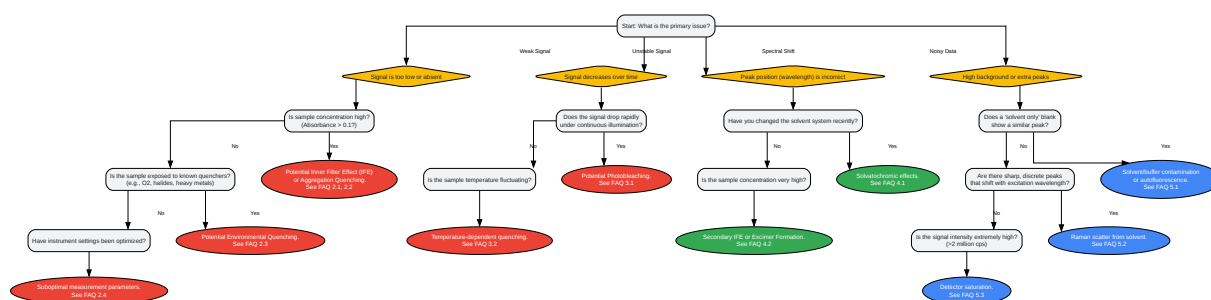 Start: What is the primary issue?
Weak Signal
Unstable Signal
Spectral Shift
Noisy Data
Signal is too low or absent
Signal decreases over time
Peak position (wavelength) is incorrect
High background or extra peaks
Is sample concentration high?
(Absorbance > 0.1?)
Does the signal drop rapidly
under continuous illumination?
Have you changed the solvent system recently?
Does a 'solvent only' blank
show a similar peak?
No
Yes
No
Yes
No
Yes
No
Yes
Is the sample exposed to known quenchers?
(e.g., O2, halides, heavy metals)
Potential Inner Filter Effect (IFE)
or Aggregation Quenching.
See FAQ 2.1, 2.2
Is the sample temperature fluctuating?
Potential Photobleaching.
See FAQ 3.1
Is the sample concentration very high?
Solvatochromic effects.
See FAQ 4.1
Are there sharp, discrete peaks
that shift with excitation wavelength?
Solvent/buffer contamination
or autofluorescence.
See FAQ 5.1
No
Yes
No
Yes
Have instrument settings been optimized?
Potential Environmental Quenching.
See FAQ 2.3
Temperature-dependent quenching.
See FAQ 3.2
Secondary IFE or Excimer Formation.
See FAQ 4.2
Is the signal intensity extremely high?
(>2 million cps)
Raman scatter from solvent.
See FAQ 5.2
Suboptimal measurement parameters.
See FAQ 2.4
Detector saturation.
See FAQ 5.3